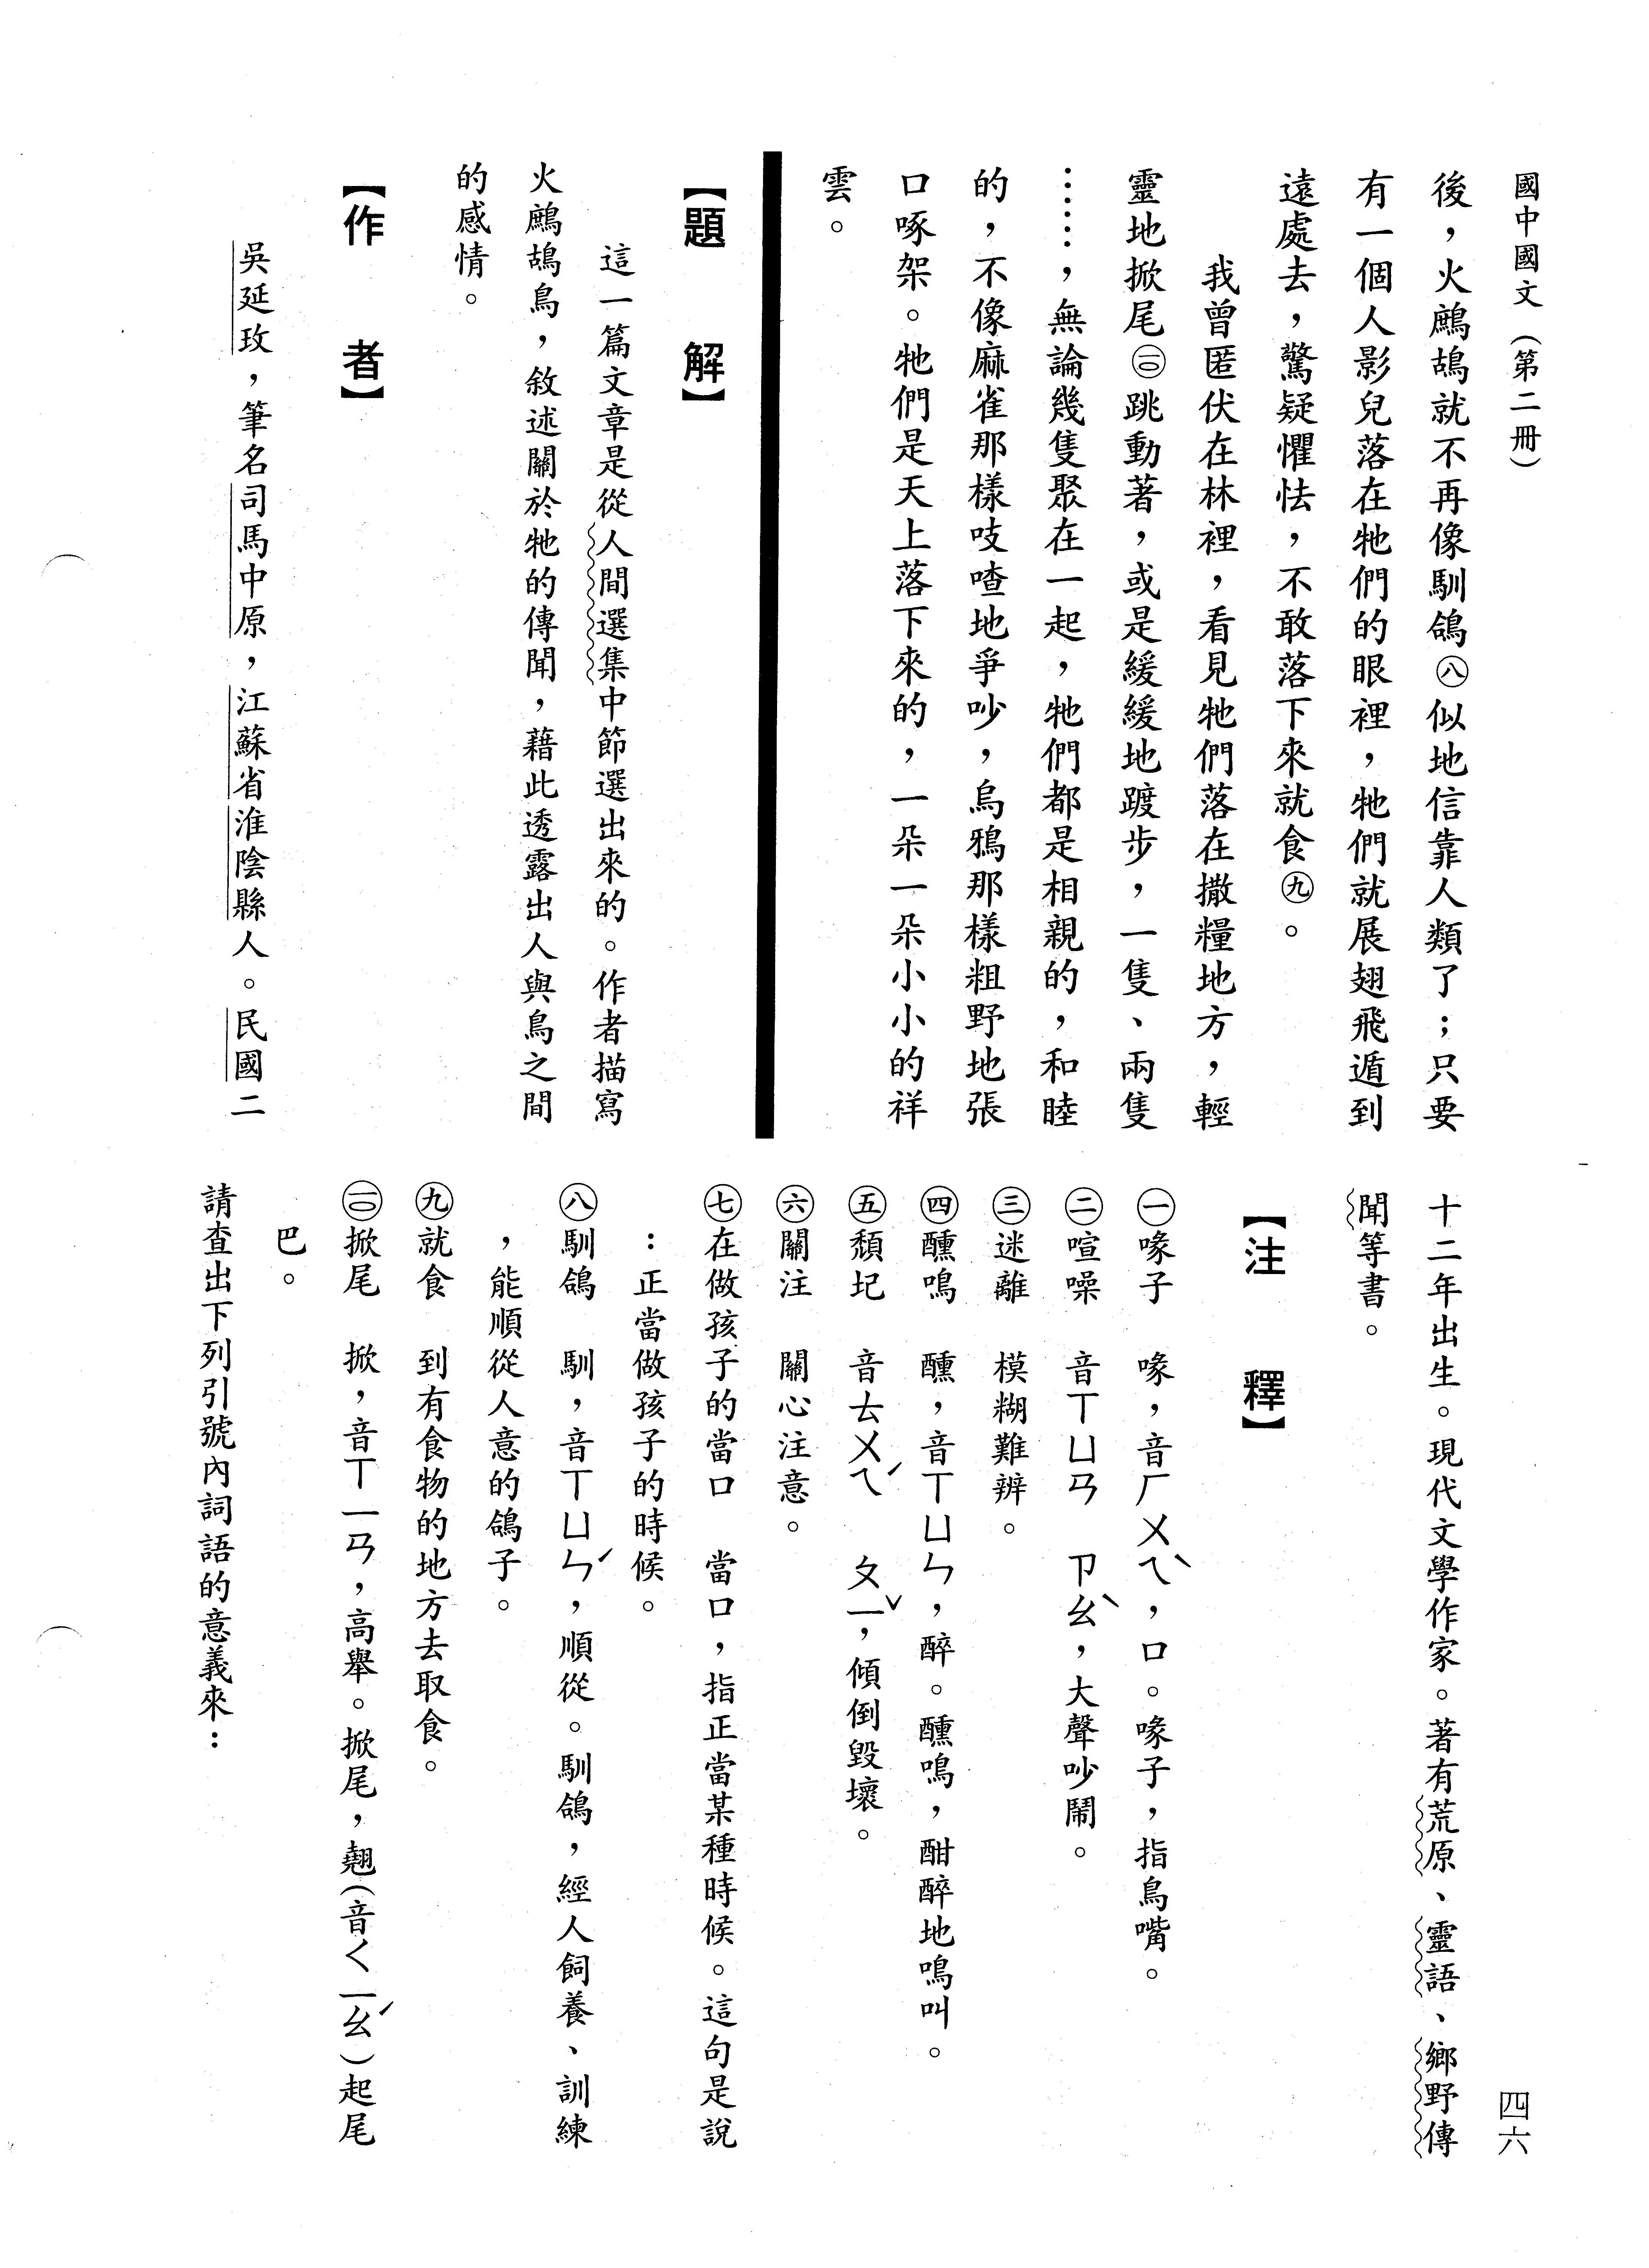 國中國文（第二冊）
後，火鷓鴣就不再像馴鴿㈧似地信靠人類了；只要
有一個人影兒落在牠們的眼裡，牠們就展翅飛遁到
遠處去，驚疑懼怯，不敢落下來就食㈨。
我曾匿伏在林裡，看見牠們落在撒糧地方，輕
靈地掀尾㊀〇跳動著，或是緩緩地踱步，一隻、兩隻
……，無論幾隻聚在一起，牠們都是相親的，和睦
的，不像麻雀那樣吱喳地爭吵，烏鴉那樣粗野地張
口啄架。牠們是天上落下來的，一朵一朵小小的祥
雲。
【題解】
這一篇文章是從人間選集中節選出來的。作者描寫
火鷓鴣鳥，敘述關於牠的傳聞，藉此透露出人與鳥之間
的感情。
【作者】
吳延玫，筆名司馬中原，江蘇省淮陰縣人。民國二
十二年出生。現代文學作家。著有荒原、靈語、鄉野傳
聞等書。
【注釋】
㊀喙子　喙，音ㄏㄨㄟˋ，口。喙子，指鳥嘴。
㊁喧噪　音ㄒㄩㄢ　ㄗㄠˋ，大聲吵鬧。
㊂迷離　模糊難辨。
㊃醺鳴　醺，音ㄒㄩㄣ，醉。醺鳴，酣醉地鳴叫。
㊄頹圮　音ㄊㄨㄟˊ　ㄆㄧˇ，傾倒毀壞。
㊅關注　關心注意。
㊆在做孩子的當口　當口，指正當某種時候。這句是說
：正當做孩子的時候。
㊇馴鴿　馴，音ㄒㄩㄣˊ，順從。馴鴿，經人飼養、訓練
，能順從人意的鴿子。
㊈就食　到有食物的地方去取食。
㊀〇掀尾　掀，音ㄒㄧㄢ，高舉。掀尾，翹（音ㄑㄧㄠˊ）起尾
巴。
請查出下列引號內詞語的意義來：
四六